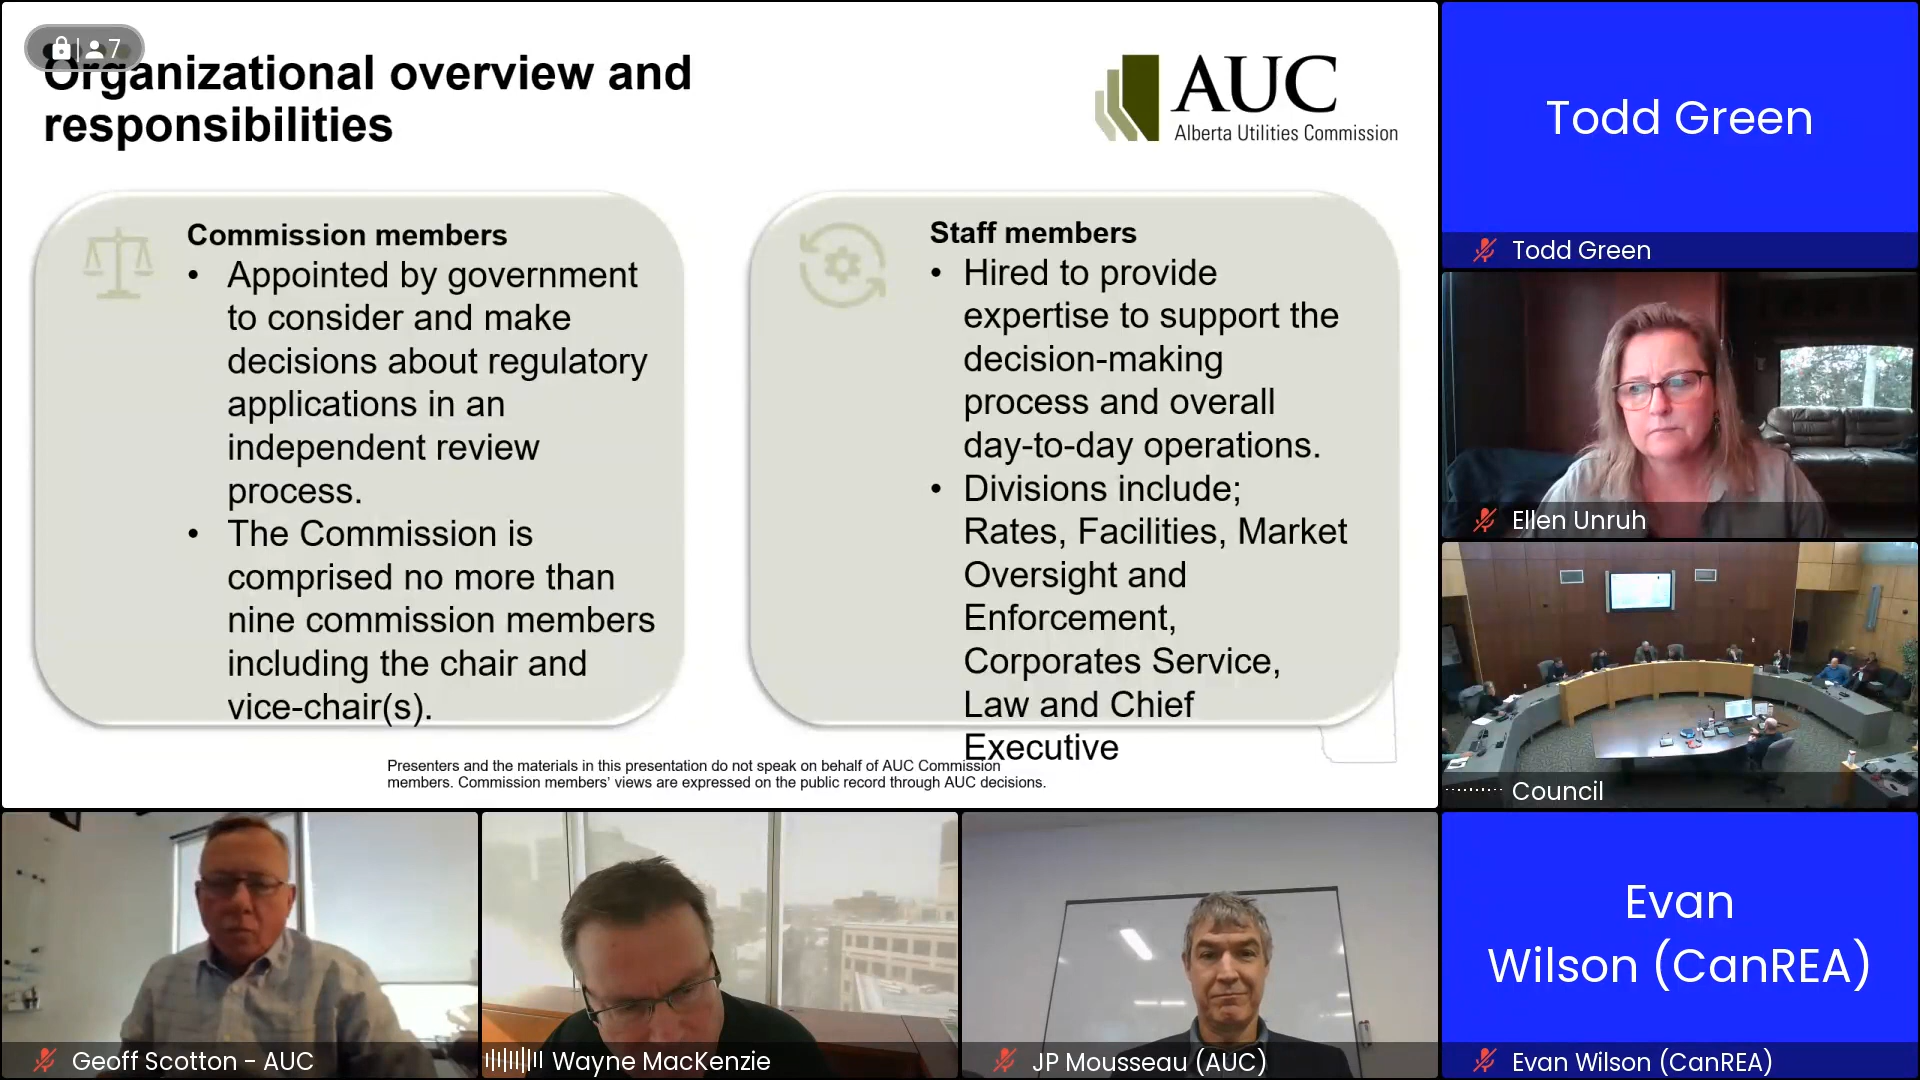 7
Organizational overview and
responsibilities
AUC
Alberta Utilities Commission
Commission members
• Appointed by government
to consider and make
decisions about regulatory
applications in an
independent review
process.
• The Commission is
comprised no more than
nine commission members
including the chair and
vice-chair(s).
Staff members
• Hired to provide
expertise to support the
decision-making
process and overall
day-to-day operations.
• Divisions include;
Rates, Facilities, Market
Oversight and
Enforcement,
Corporates Service,
Law and Chief
Executive
Presenters and the materials in this presentation do not speak on behalf of AUC Commission
members. Commission members' views are expressed on the public record through AUC decisions.
Todd Green
Todd Green
Ellen Unruh
Council
Geoff Scotton - AUC
Wayne MacKenzie
JP Mousseau (AUC)
Evan
Wilson (CanREA)
Evan Wilson (CanREA)